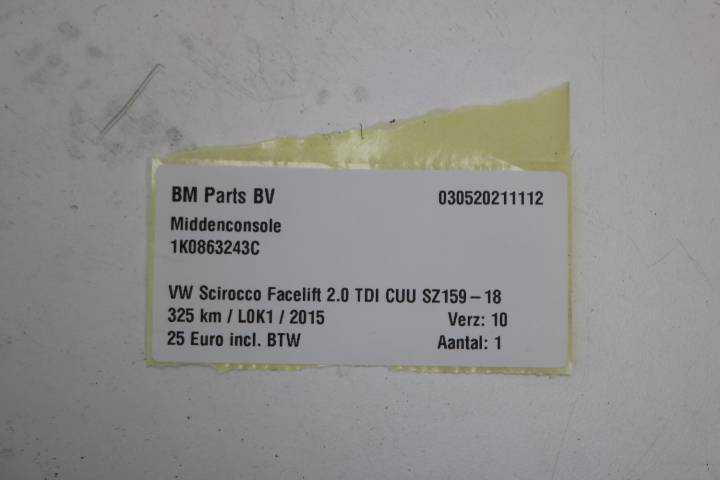 BM Parts BV 030520211112
Middenconsole
1K0863243C
VW Scirocco Facelift 2.0 TDI CUU SZ159-18
325 km / L0K1 / 2015 Verz: 10
25 Euro incl. BTW Aantal: 1